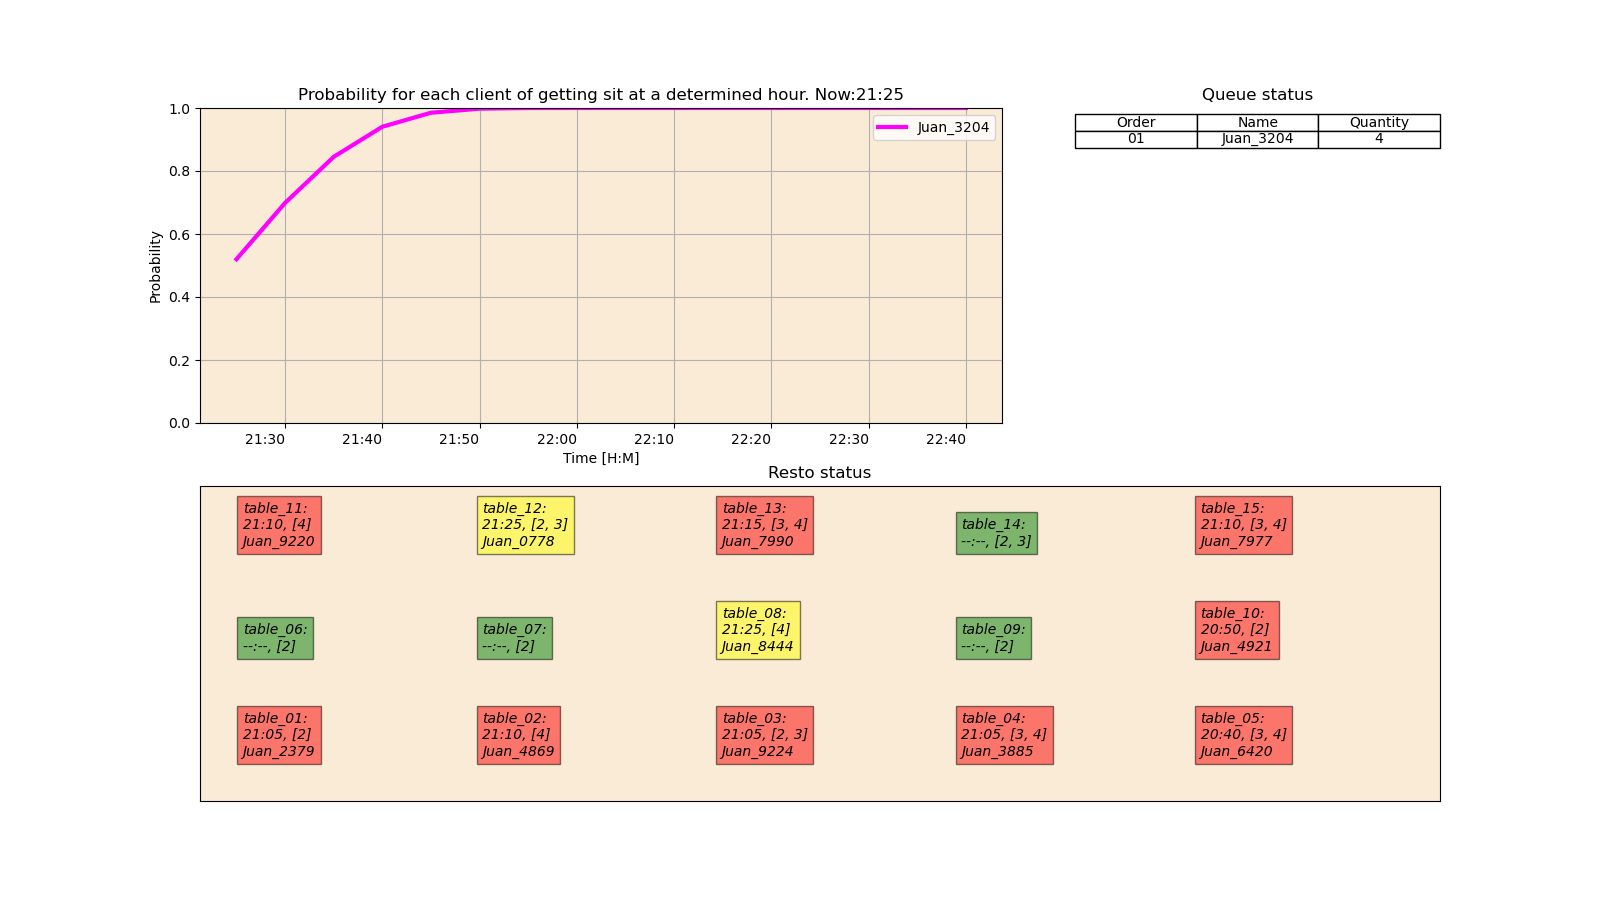 Probability for each client of getting sit at a determined hour. Now:21:25
Probability
1.0
0.8
0.6
0.4
0.2
0.0
Juan_3204
21:30 21:40 21:50 22:00 22:10 22:20 22:30 22:40
Time [H:M]
Queue status
Order Name Quantity
01 Juan_3204 4
Resto status
table_11:
21:10, [4]
Juan_9220
table_12:
21:25, [2, 3]
Juan_0778
table_13:
21:15, [3, 4]
Juan_7990
table_14:
--:--, [2, 3]
table_15:
21:10, [3, 4]
Juan_7977
table_06:
--:--, [2]
table_07:
--:--, [2]
table_08:
21:25, [4]
Juan_8444
table_09:
--:--, [2]
table_10:
20:50, [2]
Juan_4921
table_01:
21:05, [2]
Juan_2379
table_02:
21:10, [4]
Juan_4869
table_03:
21:05, [2, 3]
Juan_9224
table_04:
21:05, [3, 4]
Juan_3885
table_05:
20:40, [3, 4]
Juan_6420